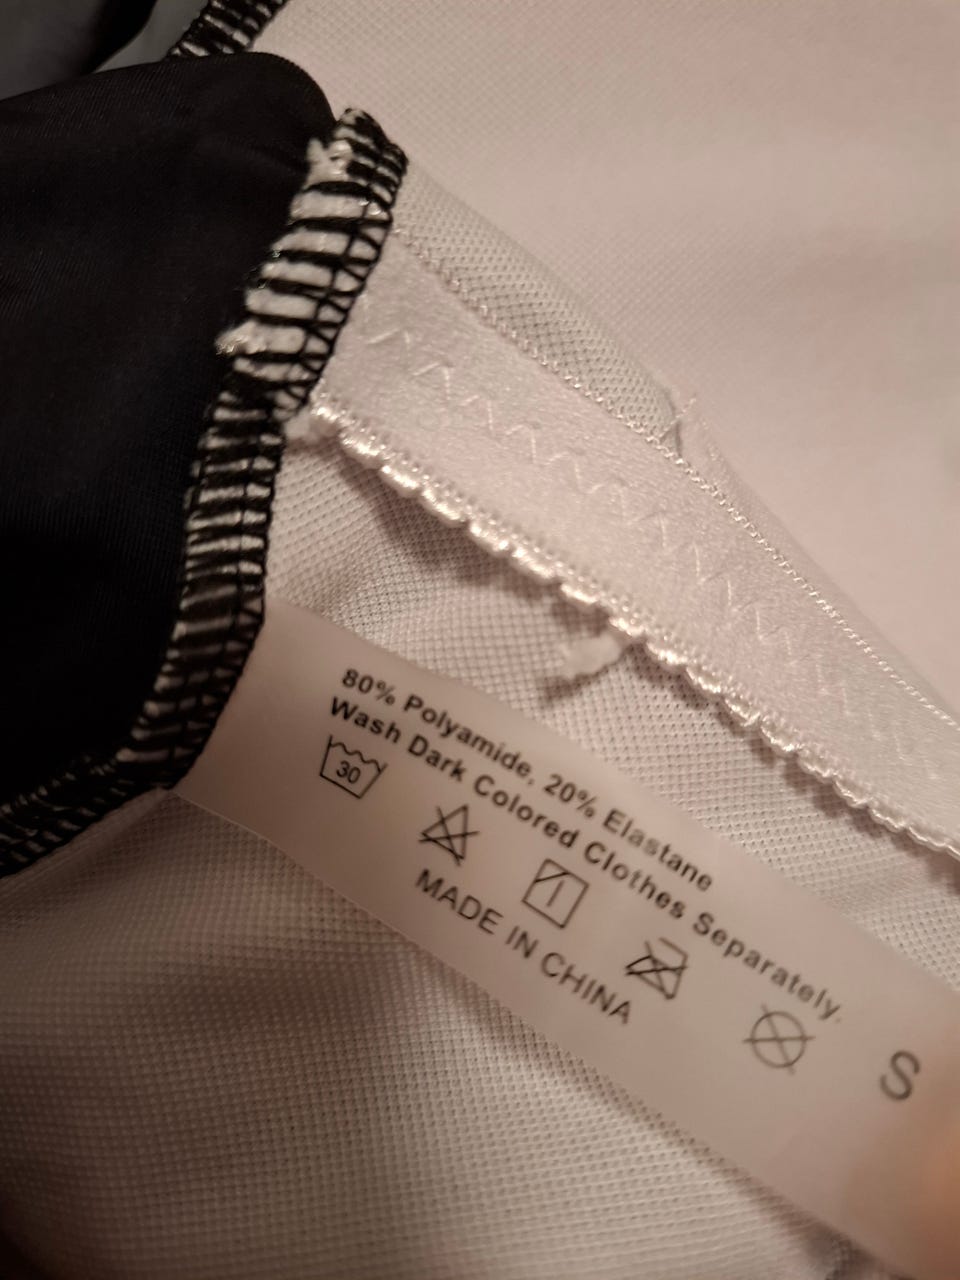 80% Polyamide, 20% Elastane
Wash Dark Colored Clothes Separately.
30
MADE IN CHINA
S